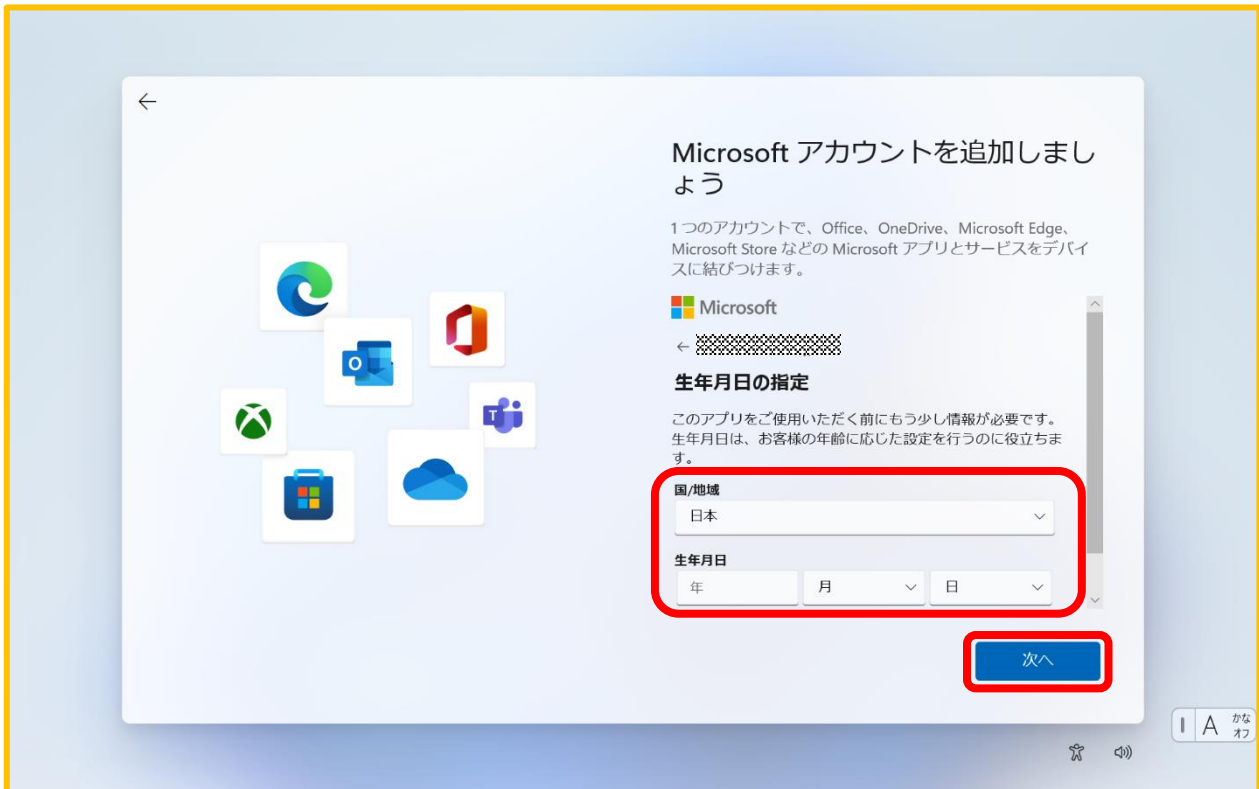 Microsoft アカウントを追加しまし
ょう
1 つのアカウントで、Office、OneDrive、Microsoft Edge、
Microsoft Store などの Microsoft アプリとサービスをデバイ
スに結びつけます。
Microsoft
生年月日の指定
このアプリをご使用いただく前にもう少し情報が必要です。
生年月日は、お客様の年齢に応じた設定を行うのに役立ちま
す。
国/地域
日本
生年月日
年 月 日
次へ
A かな
オフ